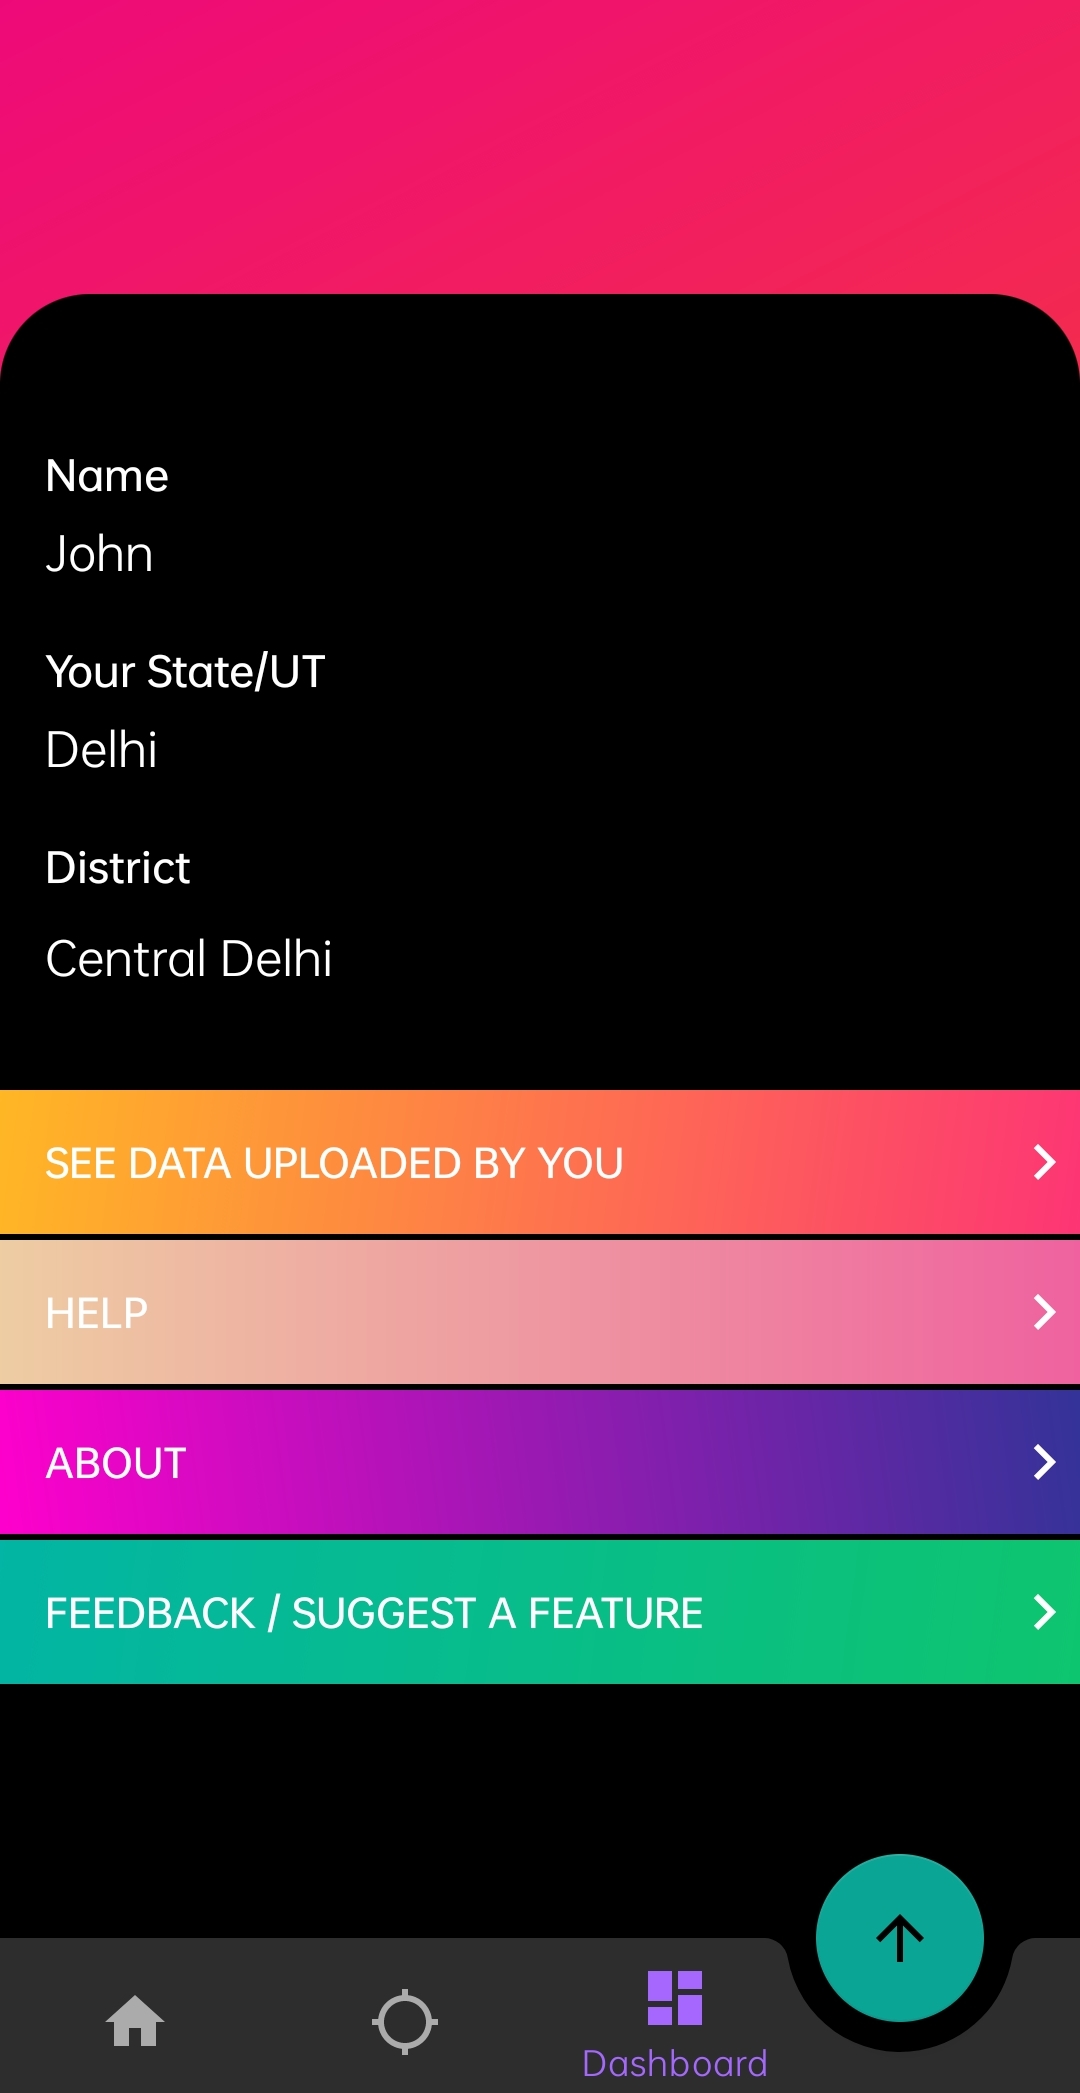 Name
John
Your State/UT
Delhi
District
Central Delhi
SEE DATA UPLOADED BY YOU
HELP
ABOUT
FEEDBACK / SUGGEST A FEATURE
Dashboard